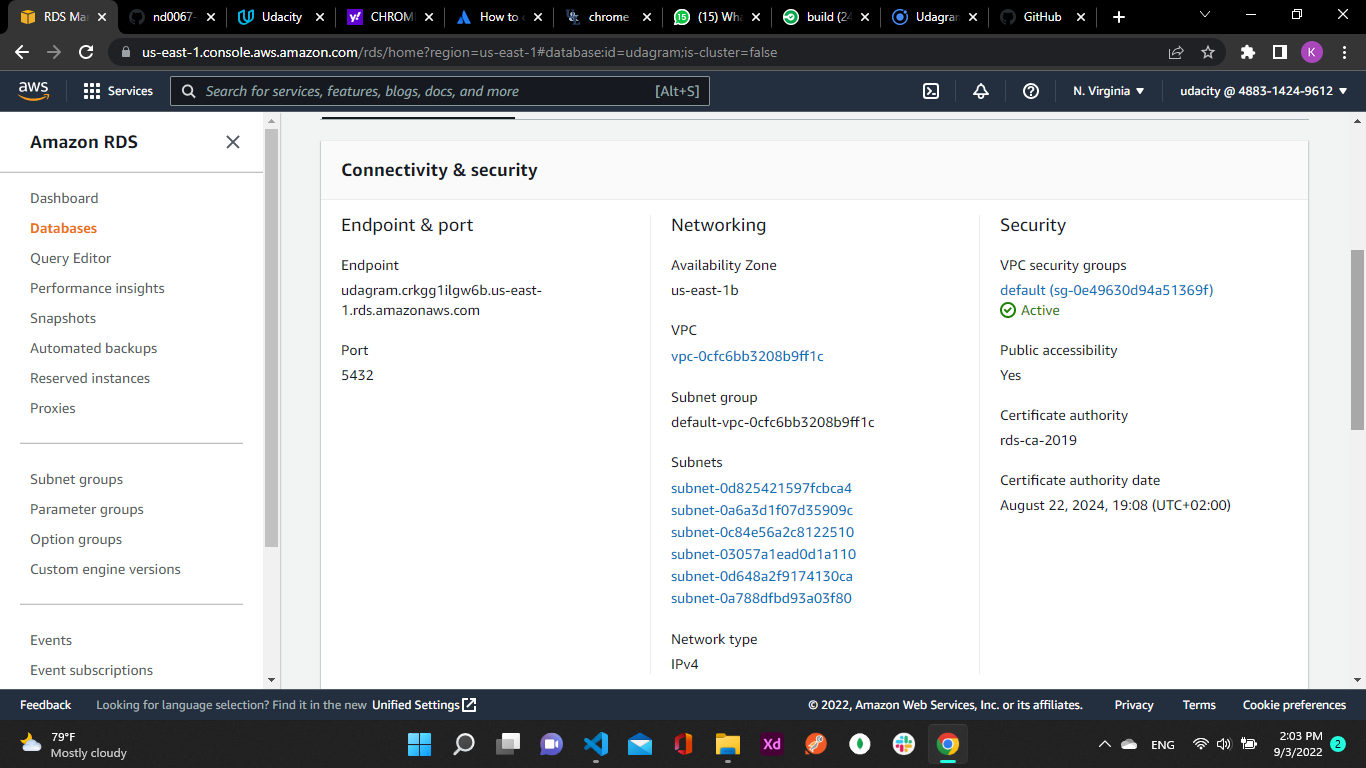 RDS Ma
nd0067-
Udacity
CHROM
How to
chrome
(15) Wh
build (24
Udagran
GitHub
us-east-1.console.aws.amazon.com/rds/home?region=us-east-1#database:id=udagram;is-cluster=false
K
aws
Services
Search for services, features, blogs, docs, and more
[Alt+S]
N. Virginia
udacity @ 4883-1424-9612
Amazon RDS
Dashboard
Databases
Query Editor
Performance insights
Snapshots
Automated backups
Reserved instances
Proxies
Subnet groups
Parameter groups
Option groups
Custom engine versions
Events
Event subscriptions
Connectivity & security
Endpoint & port
Endpoint
udagram.crkgg1ilgw6b.us-east-
1.rds.amazonaws.com
Port
5432
Networking
Availability Zone
us-east-1b
VPC
vpc-0cfc6bb3208b9ff1c
Subnet group
default-vpc-0cfc6bb3208b9ff1c
Subnets
subnet-0d825421597fcbca4
subnet-0a6a3d1f07d35909c
subnet-0c84e56a2c8122510
subnet-03057a1ead0d1a110
subnet-0d648a2f9174130ca
subnet-0a788dfbd93a03f80
Network type
IPv4
Security
VPC security groups
default (sg-0e49630d94a51369f)
Active
Public accessibility
Yes
Certificate authority
rds-ca-2019
Certificate authority date
August 22, 2024, 19:08 (UTC+02:00)
Feedback
Looking for language selection? Find it in the new Unified Settings
© 2022, Amazon Web Services, Inc. or its affiliates.
Privacy
Terms
Cookie preferences
79°F
Mostly cloudy
Xd
ENG
2:03 PM
9/3/2022
2